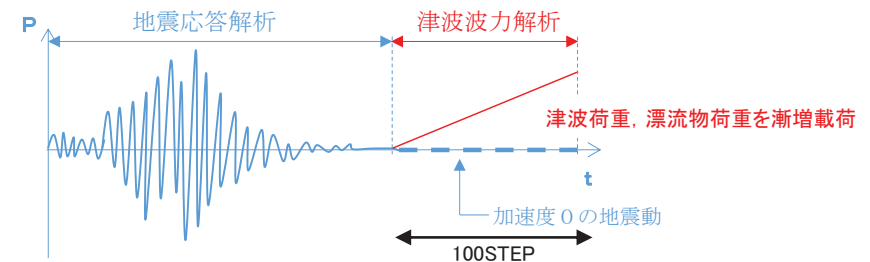 P
地震応答解析
津波波力解析
津波荷重，漂流物荷重を漸増載荷
t
加速度０の地震動
100STEP